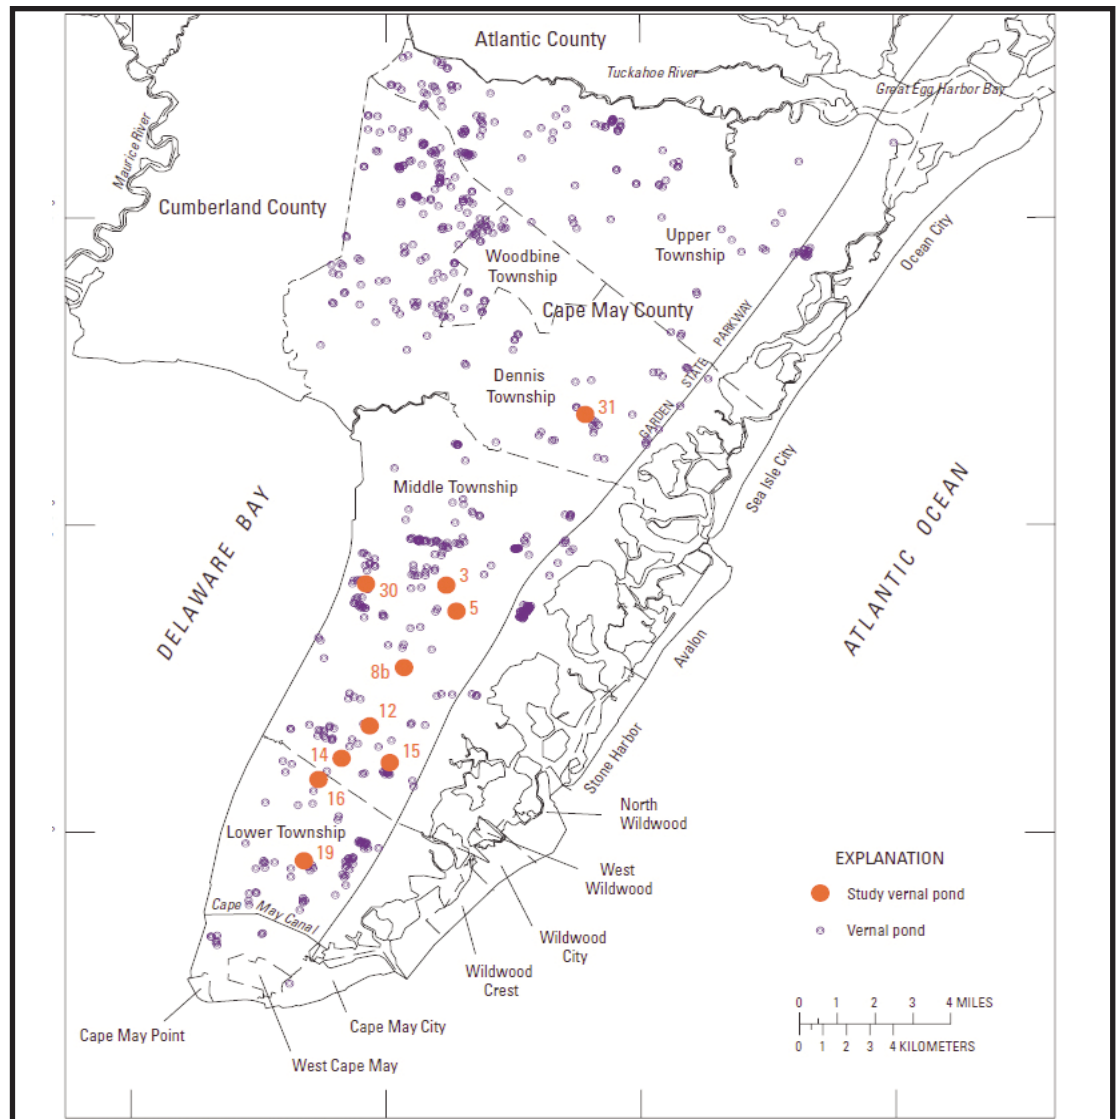 Atlantic County
Tuckahoe River
Great Egg Harbor Bay
Maurice River
Cumberland County
Upper
Township
Ocean City
Woodbine
Township
Cape May County
GARDEN STATE PARKWAY
Dennis
Township
31
Sea Isle City
Middle Township
DELAWARE BAY
ATLANTIC OCEAN
30
3
5
Avalon
8b
12
14
15
16
Stone Harbor
North
Wildwood
Lower Township
19
West
Wildwood
EXPLANATION
Study vernal pond
Vernal pond
Cape May Canal
Wildwood
City
Wildwood
Crest
0 1 2 3 4 MILES
0 1 2 3 4 KILOMETERS
Cape May Point
Cape May City
West Cape May